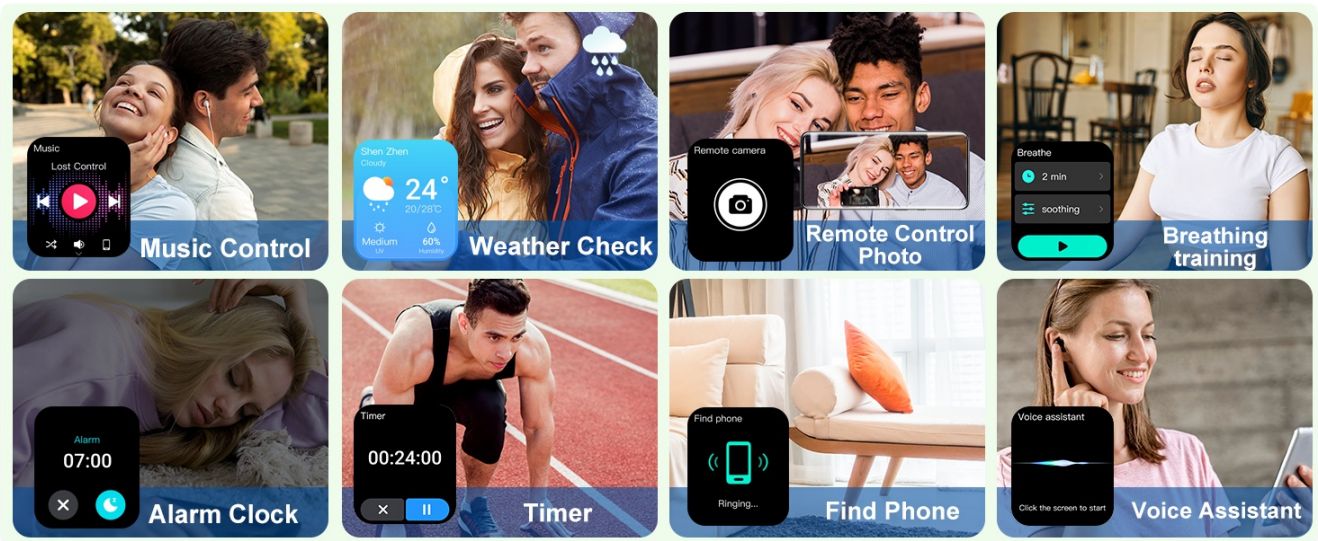 Music
Lost Control
Music Control
Shen Zhen
Cloudy
24°
20/28℃
Medium
UV
60%
Humidity
Weather Check
Remote camera
Remote Control
Photo
Breathe
2 min
soothing
Breathing
training
Alarm
07:00
Alarm Clock
Timer
00:24:00
Timer
Find phone
Ringing...
Find Phone
Voice assistant
Click the screen to start
Voice Assistant